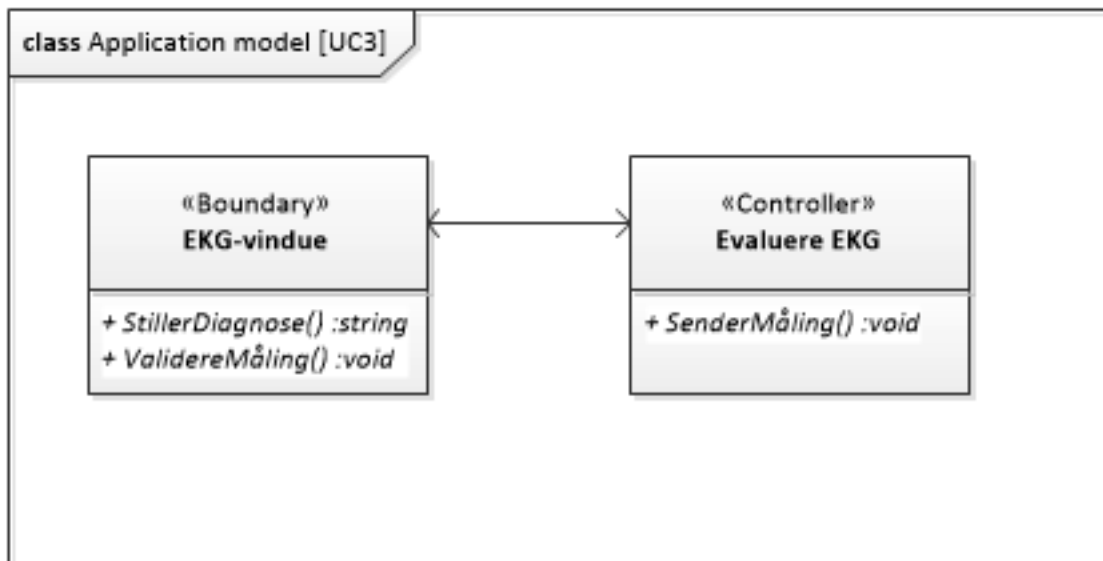 class Application model [UC3]
«Boundary»
EKG-vindue
+ StillerDiagnose() :string
+ ValidereMåling() :void
«Controller»
Evaluere EKG
+ SenderMåling() :void